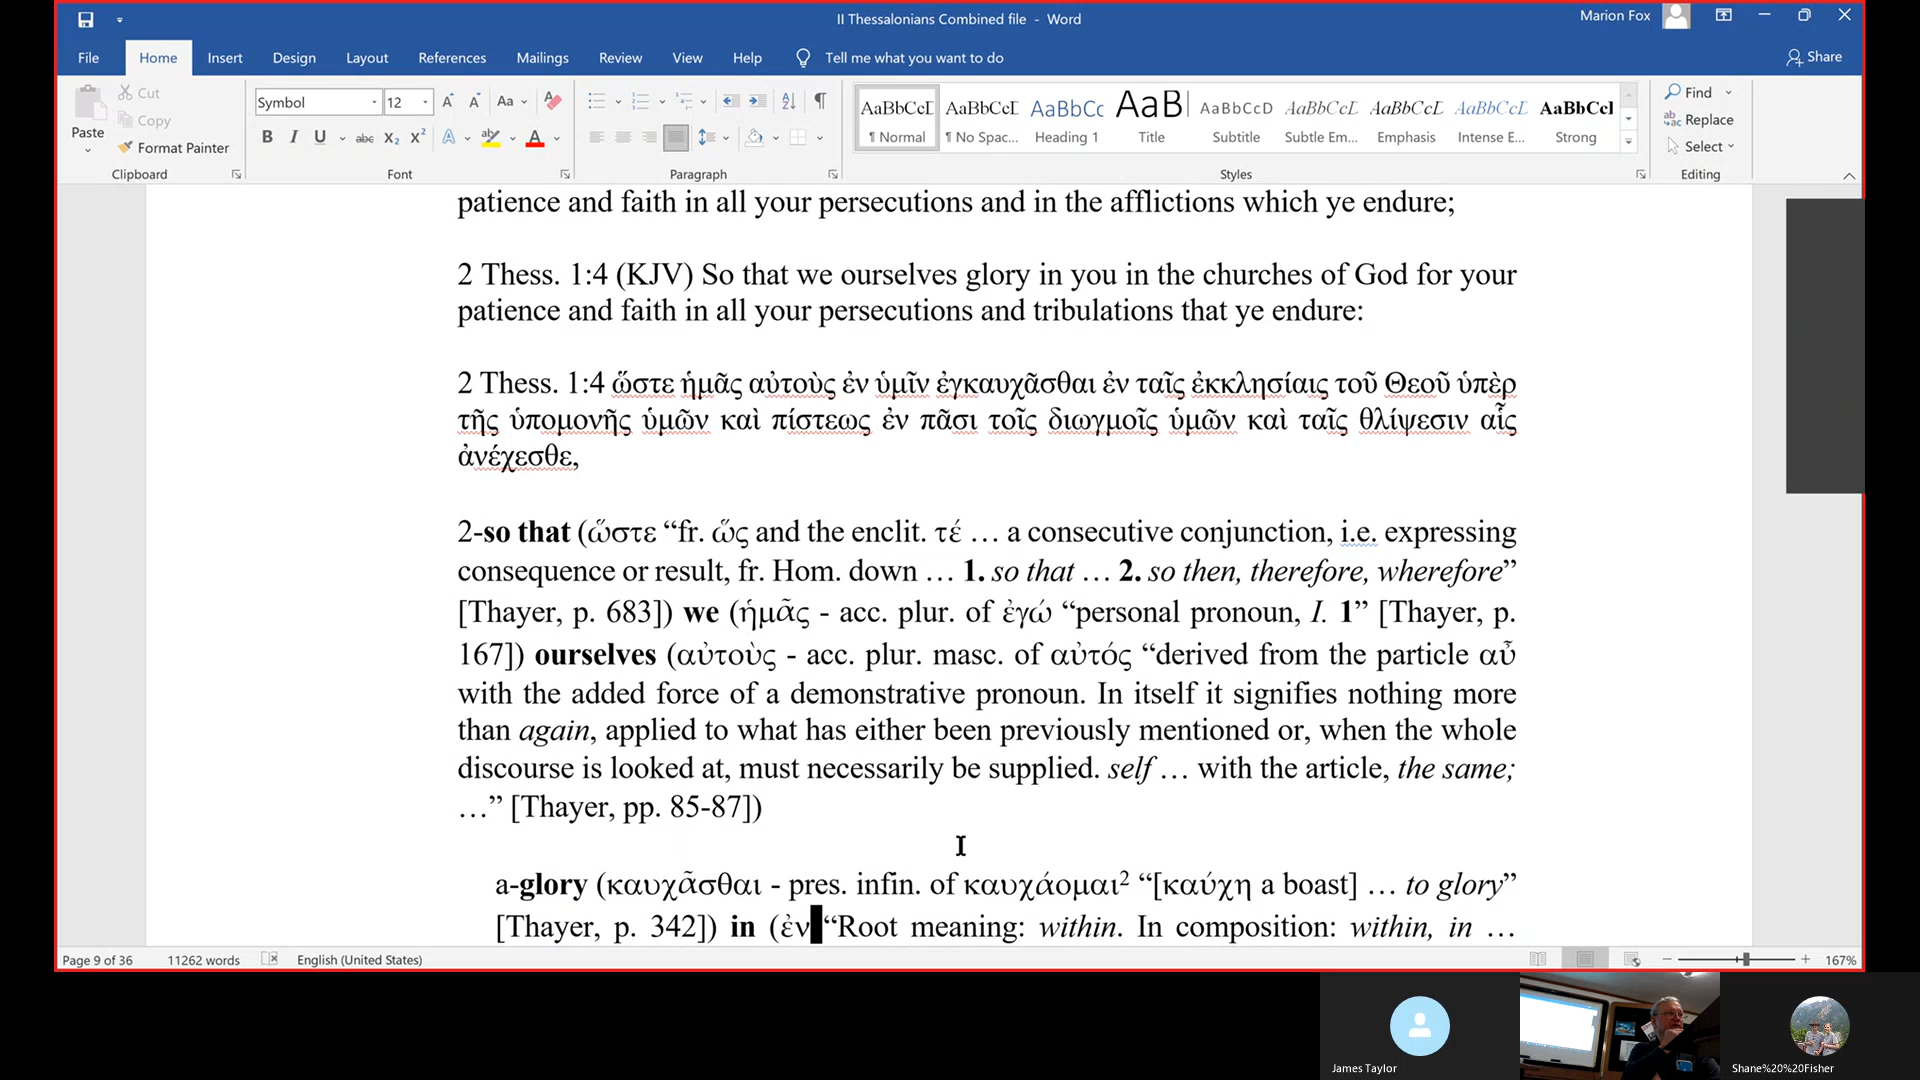 II Thessalonians Combined file - Word
Marion Fox
File Home Insert Design Layout References Mailings Review View Help Tell me what you want to do Share
Paste
Cut
Copy
Format Painter
Clipboard
Symbol 12
Font
Paragraph
AaBbCcD AaBbCcD AaBbCc AaB AaBbCcD AaBbCcL AaBbCcL AaBbCcL AaBbCcl
¶ Normal ¶ No Spac... Heading 1 Title Subtitle Subtle Em... Emphasis Intense E... Strong
Styles
Find
Replace
Select
Editing
patience and faith in all your persecutions and in the afflictions which ye endure;
2 Thess. 1:4 (KJV) So that we ourselves glory in you in the churches of God for your
patience and faith in all your persecutions and tribulations that ye endure:
2 Thess. 1:4 ὥστε ἡμᾶς αὐτοὺς ἐν ὑμῖν ἐγκαυχᾶσθαι ἐν ταῖς ἐκκλησίαις τοῦ Θεοῦ ὑπὲρ
τῆς ὑπομονῆς ὑμῶν καὶ πίστεως ἐν πᾶσι τοῖς διωγμοῖς ὑμῶν καὶ ταῖς θλίψεσιν αἷς
ἀνέχεσθε,
2-so that (ὥστε “fr. ὥς and the enclit. τέ … a consecutive conjunction, i.e. expressing
consequence or result, fr. Hom. down … 1. so that … 2. so then, therefore, wherefore”
[Thayer, p. 683]) we (ἡμᾶς - acc. plur. of ἐγώ “personal pronoun, I. 1” [Thayer, p.
167]) ourselves (αὐτοὺς - acc. plur. masc. of αὐτός “derived from the particle αὖ
with the added force of a demonstrative pronoun. In itself it signifies nothing more
than again, applied to what has either been previously mentioned or, when the whole
discourse is looked at, must necessarily be supplied. self … with the article, the same;
…” [Thayer, pp. 85-87])
a-glory (καυχᾶσθαι - pres. infin. of καυχάομαι² “[καύχη a boast] … to glory”
[Thayer, p. 342]) in (ἐν “Root meaning: within. In composition: within, in …
Page 9 of 36 11262 words English (United States) 167%
James Taylor
Shane%20%20Fisher